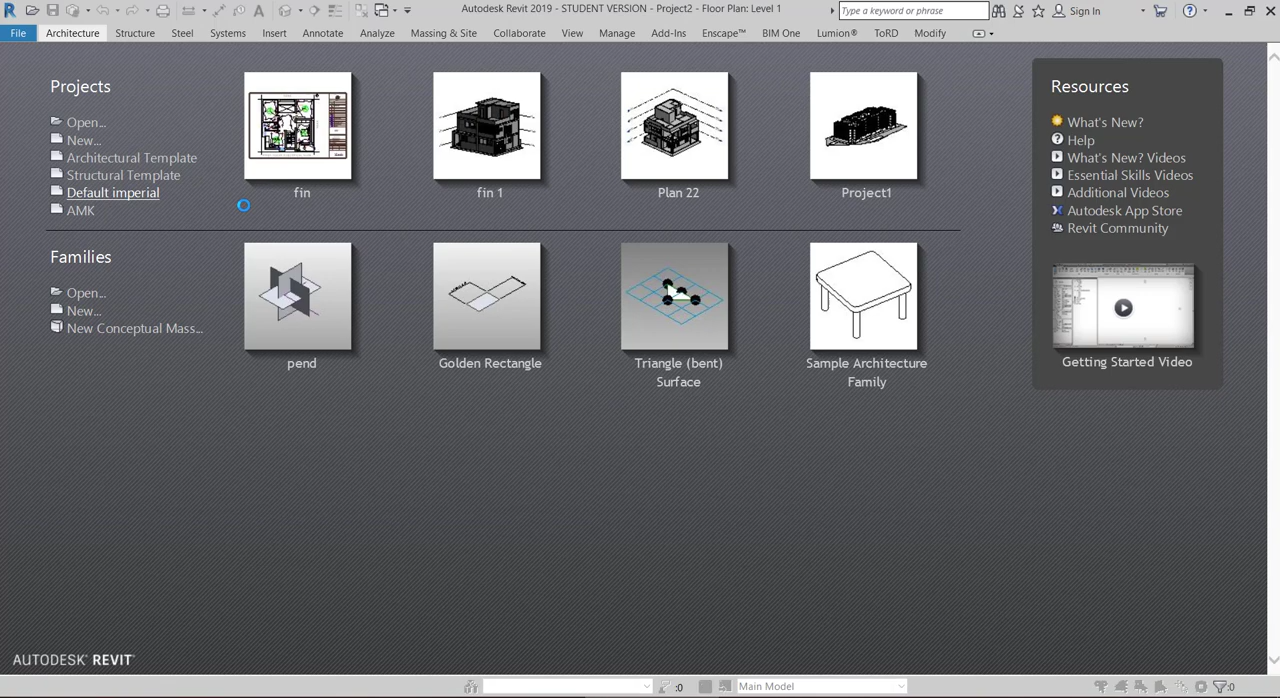 Autodesk Revit 2019 - STUDENT VERSION - Project2 - Floor Plan: Level 1
Type a keyword or phrase
Sign In
File Architecture Structure Steel Systems Insert Annotate Analyze Massing & Site Collaborate View Manage Add-Ins Enscape™ BIM One Lumion® ToRD Modify
Projects
Open...
New...
Architectural Template
Structural Template
Default imperial
AMK
fin
fin 1
Plan 22
Project1
Families
Open...
New...
New Conceptual Mass...
pend
Golden Rectangle
Triangle (bent)
Surface
Sample Architecture
Family
Resources
What's New?
Help
What's New? Videos
Essential Skills Videos
Additional Videos
Autodesk App Store
Revit Community
Getting Started Video
AUTODESK® REVIT®
:0
Main Model
:0